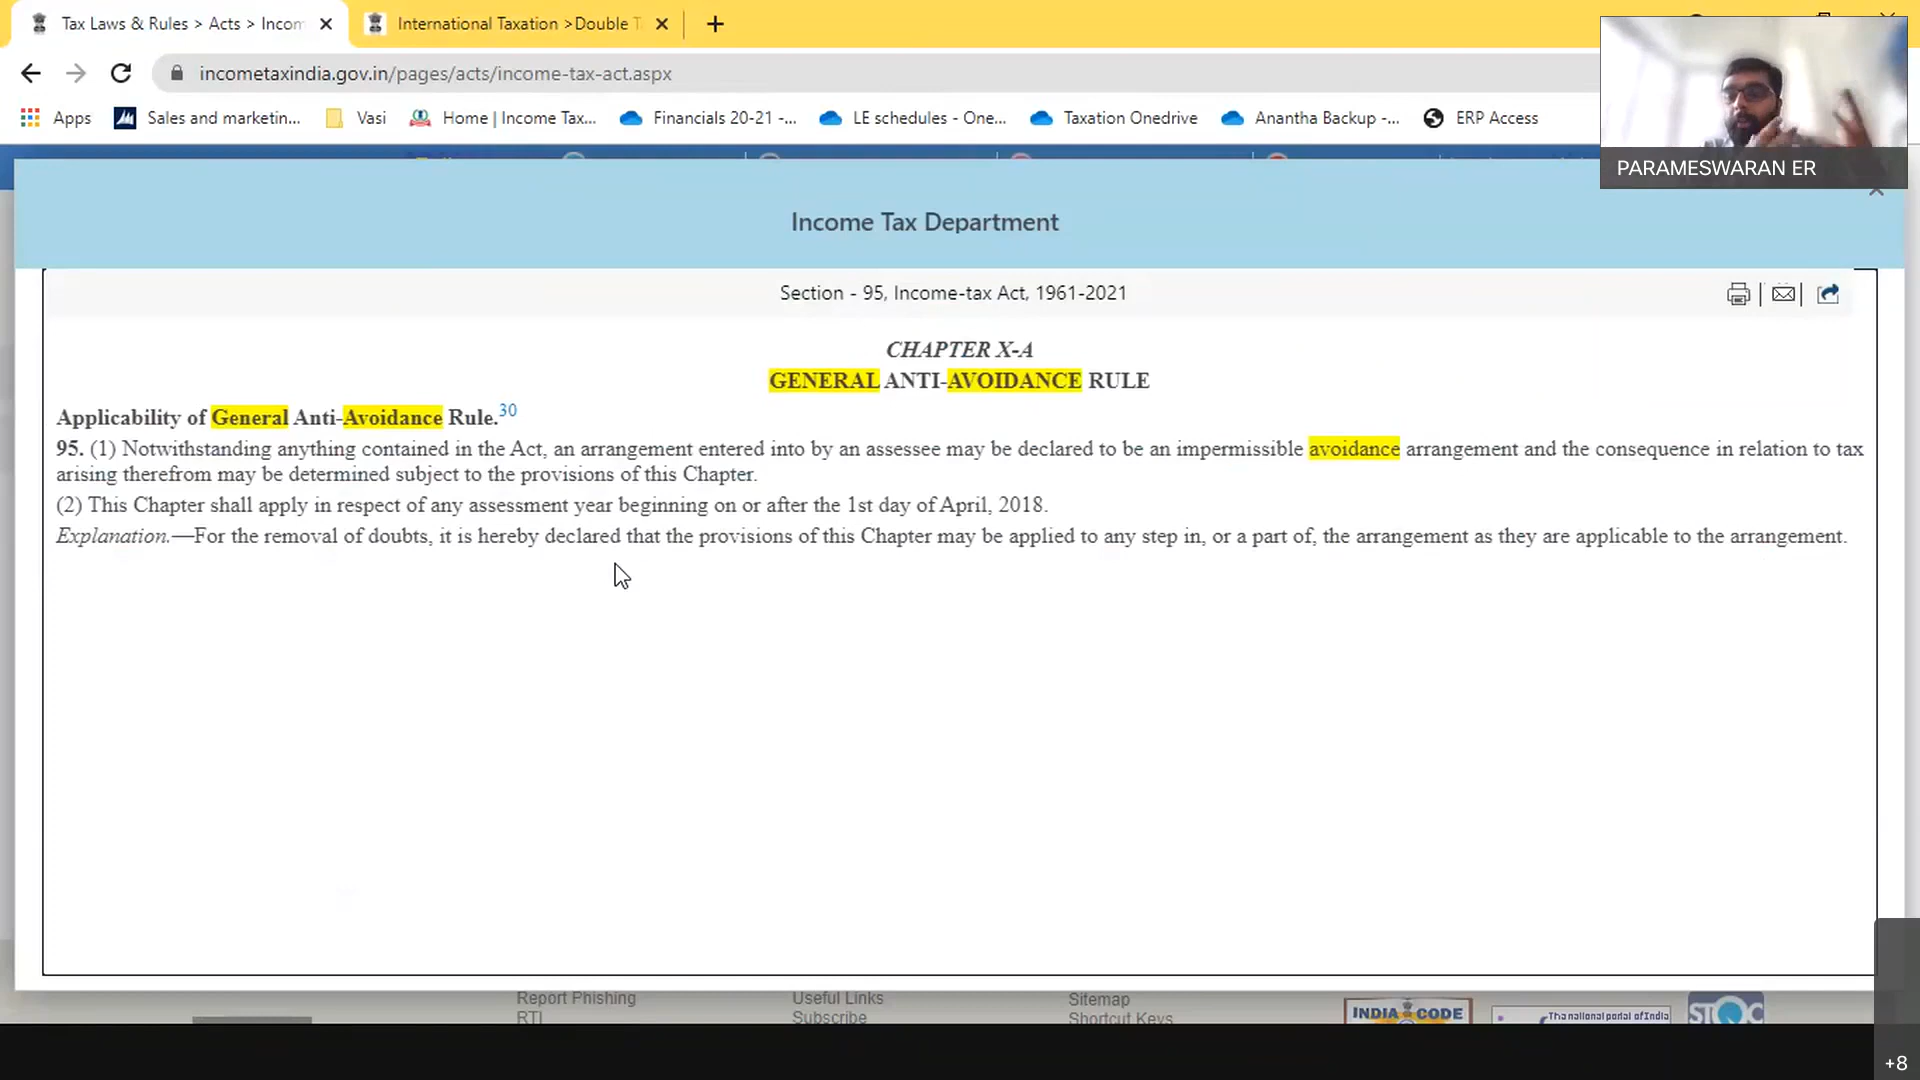 Tax Laws & Rules > Acts > Incom
International Taxation >Double T
incometaxindia.gov.in/pages/acts/income-tax-act.aspx
Apps
Sales and marketin...
Vasi
Home | Income Tax...
Financials 20-21 -...
LE schedules - One...
Taxation Onedrive
Anantha Backup -...
ERP Access
PARAMESWARAN ER
Income Tax Department
Section - 95, Income-tax Act, 1961-2021
CHAPTER X-A
GENERAL ANTI-AVOIDANCE RULE
Applicability of General Anti-Avoidance Rule.30
95. (1) Notwithstanding anything contained in the Act, an arrangement entered into by an assessee may be declared to be an impermissible avoidance arrangement and the consequence in relation to tax
arising therefrom may be determined subject to the provisions of this Chapter.
(2) This Chapter shall apply in respect of any assessment year beginning on or after the 1st day of April, 2018.
Explanation.—For the removal of doubts, it is hereby declared that the provisions of this Chapter may be applied to any step in, or a part of, the arrangement as they are applicable to the arrangement.
Report Phishing
Useful Links
Sitemap
RTI
Subscribe
Shortcut Keys
INDIA CODE
The national portal of India
STQC
+8